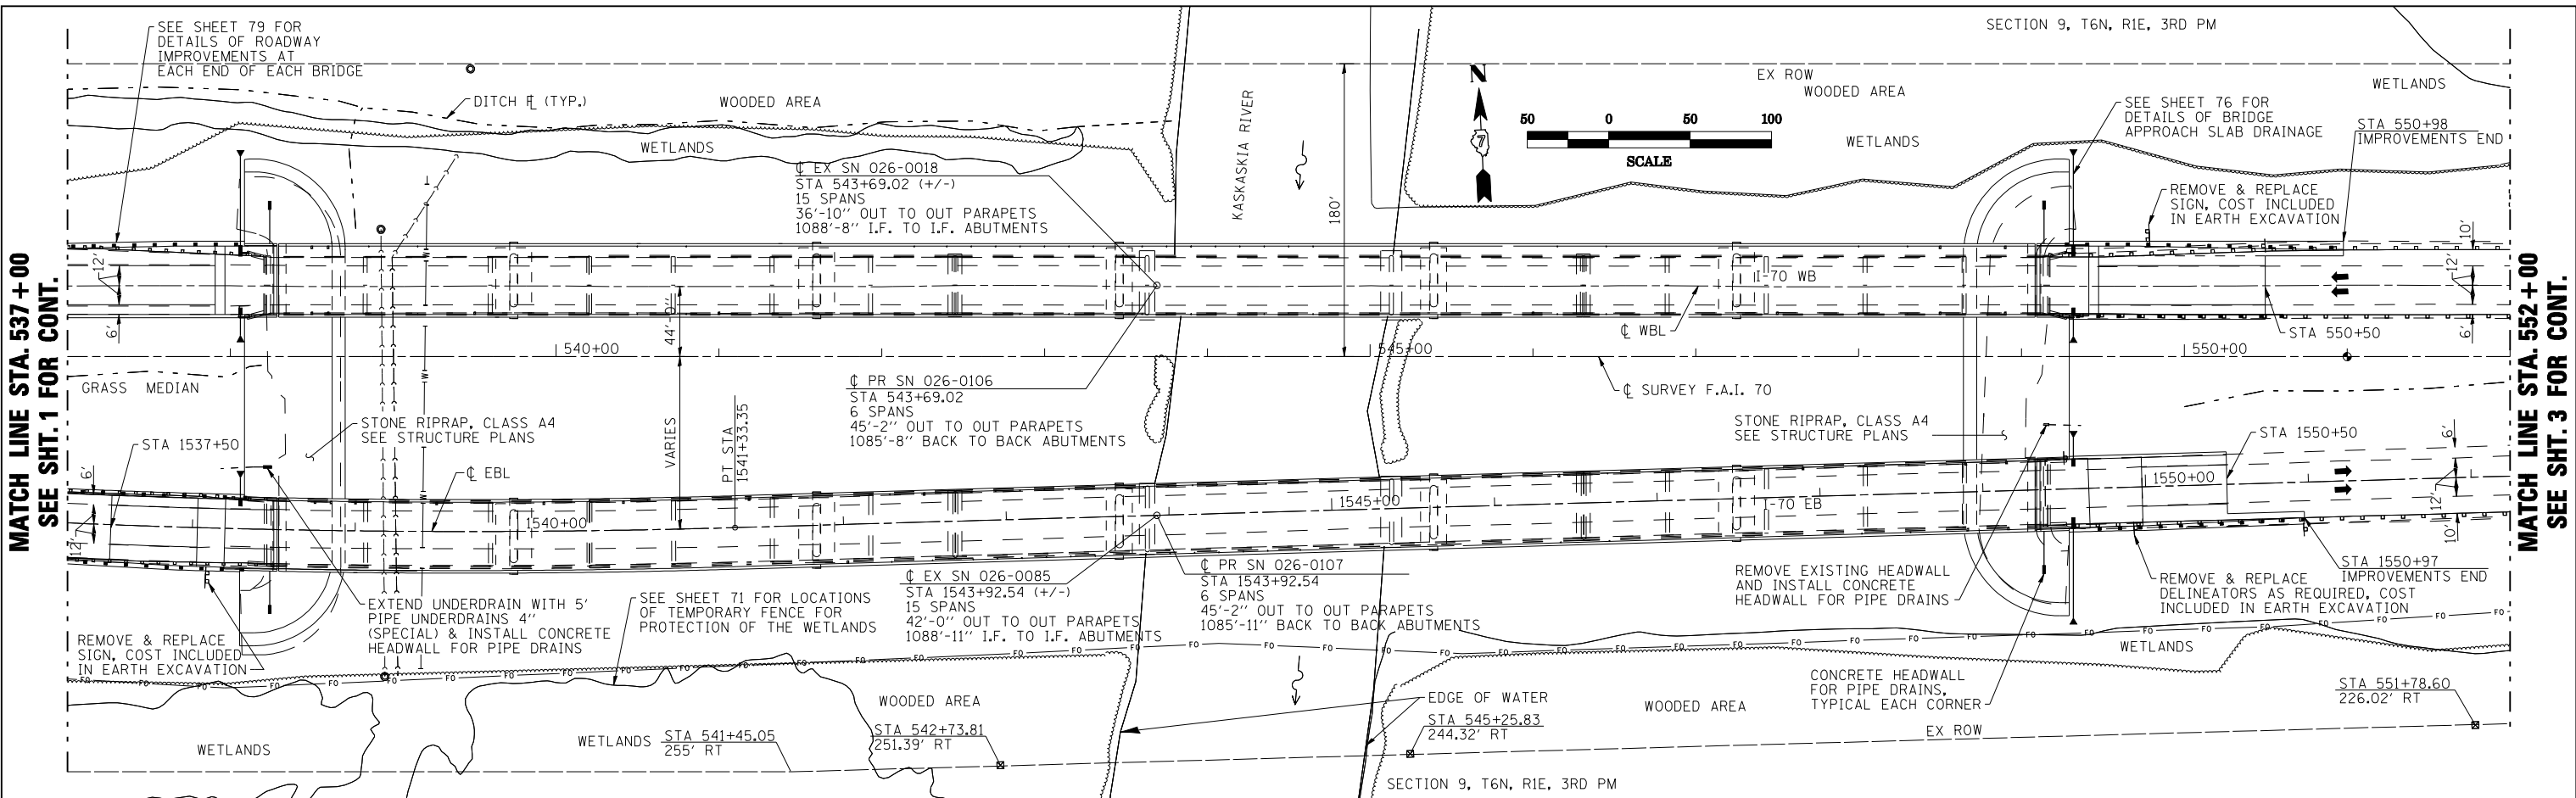 SEE SHEET 79 FOR
DETAILS OF ROADWAY
IMPROVEMENTS AT
EACH END OF EACH BRIDGE
DITCH FL (TYP.)
WOODED AREA
WETLANDS
KASKASKIA RIVER
180'
N
7
50 0 50 100
SCALE
SECTION 9, T6N, R1E, 3RD PM
EX ROW
WOODED AREA
WETLANDS
WETLANDS
SEE SHEET 76 FOR
DETAILS OF BRIDGE
APPROACH SLAB DRAINAGE
STA 550+98
IMPROVEMENTS END
REMOVE & REPLACE
SIGN, COST INCLUDED
IN EARTH EXCAVATION
℄ EX SN 026-0018
STA 543+69.02 (+/-)
15 SPANS
36'-10" OUT TO OUT PARAPETS
1088'-8" I.F. TO I.F. ABUTMENTS
MATCH LINE STA. 537+00
SEE SHT. 1 FOR CONT.
12'
6'
44'-0"
I-70 WB
℄ WBL
10'
12'
6'
STA 550+50
540+00
545+00
550+00
GRASS MEDIAN
℄ PR SN 026-0106
STA 543+69.02
6 SPANS
45'-2" OUT TO OUT PARAPETS
1085'-8" BACK TO BACK ABUTMENTS
℄ SURVEY F.A.I. 70
STONE RIPRAP, CLASS A4
SEE STRUCTURE PLANS
VARIES
PT STA
1541+33.35
STONE RIPRAP, CLASS A4
SEE STRUCTURE PLANS
STA 1537+50
℄ EBL
STA 1550+50
6'
12'
1540+00
1545+00
I-70 EB
1550+00
6'
12'
10'
MATCH LINE STA. 552+00
SEE SHT. 3 FOR CONT.
℄ EX SN 026-0085
STA 1543+92.54 (+/-)
15 SPANS
42'-0" OUT TO OUT PARAPETS
1088'-11" I.F. TO I.F. ABUTMENTS
℄ PR SN 026-0107
STA 1543+92.54
6 SPANS
45'-2" OUT TO OUT PARAPETS
1085'-11" BACK TO BACK ABUTMENTS
REMOVE EXISTING HEADWALL
AND INSTALL CONCRETE
HEADWALL FOR PIPE DRAINS
STA 1550+97
IMPROVEMENTS END
REMOVE & REPLACE
DELINEATORS AS REQUIRED, COST
INCLUDED IN EARTH EXCAVATION
REMOVE & REPLACE
SIGN, COST INCLUDED
IN EARTH EXCAVATION
EXTEND UNDERDRAIN WITH 5'
PIPE UNDERDRAINS 4"
(SPECIAL) & INSTALL CONCRETE
HEADWALL FOR PIPE DRAINS
SEE SHEET 71 FOR LOCATIONS
OF TEMPORARY FENCE FOR
PROTECTION OF THE WETLANDS
WETLANDS
CONCRETE HEADWALL
FOR PIPE DRAINS,
TYPICAL EACH CORNER
WETLANDS
WETLANDS
STA 541+45.05
255' RT
WOODED AREA
STA 542+73.81
251.39' RT
EDGE OF WATER
STA 545+25.83
244.32' RT
WOODED AREA
EX ROW
STA 551+78.60
226.02' RT
SECTION 9, T6N, R1E, 3RD PM